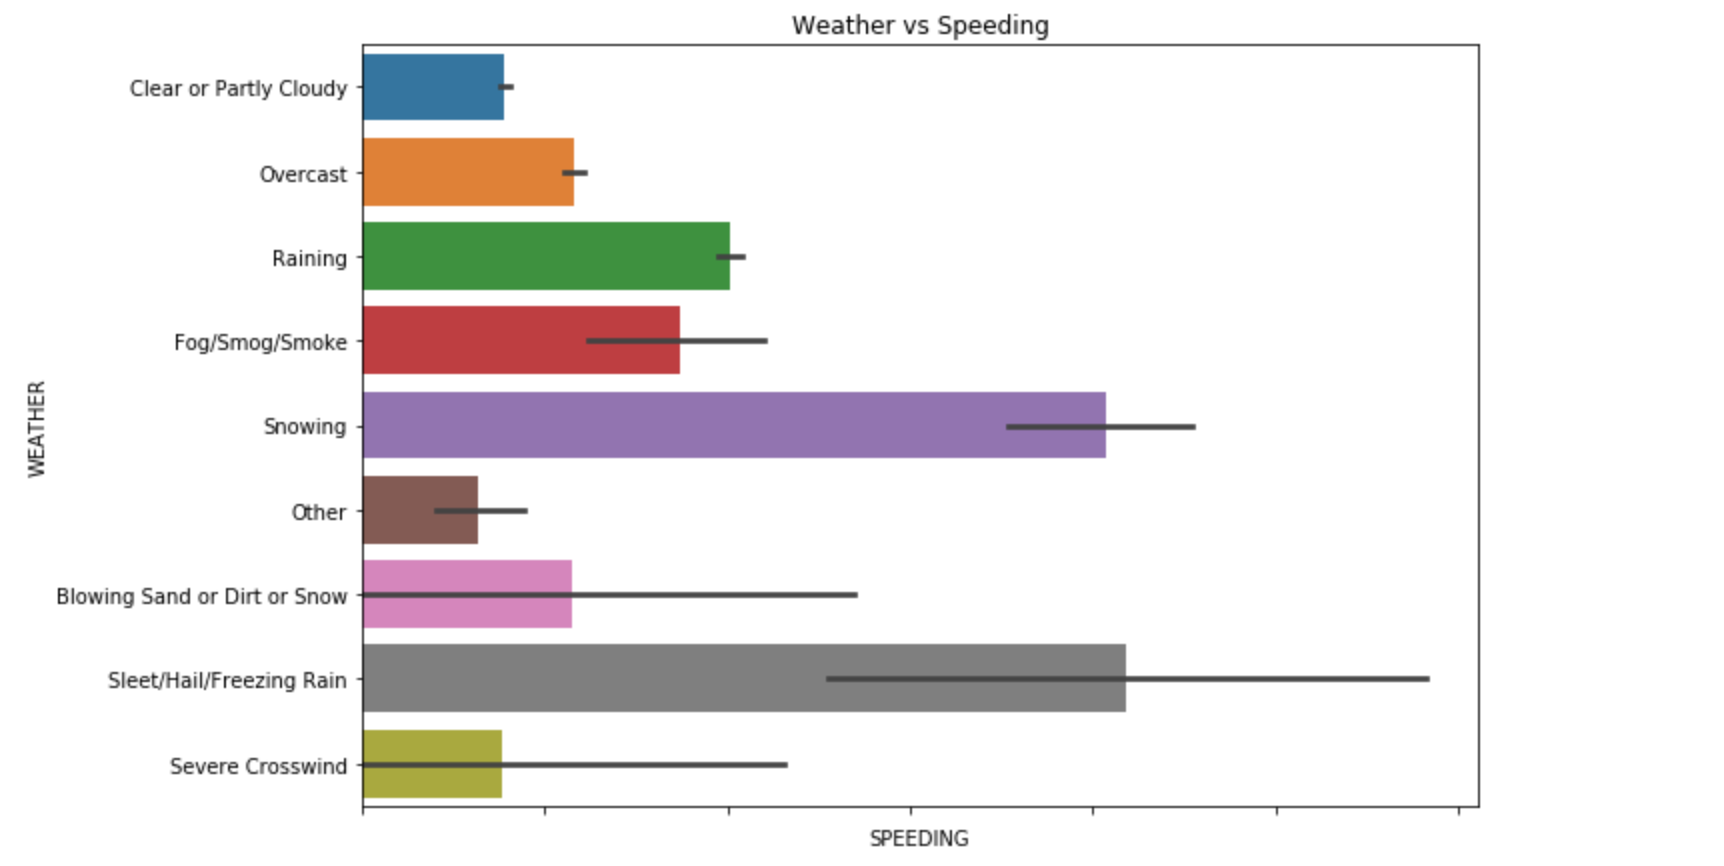 Weather vs Speeding
Clear or Partly Cloudy
Overcast
Raining
Fog/Smog/Smoke
Snowing
Other
Blowing Sand or Dirt or Snow
Sleet/Hail/Freezing Rain
Severe Crosswind
WEATHER
SPEEDING